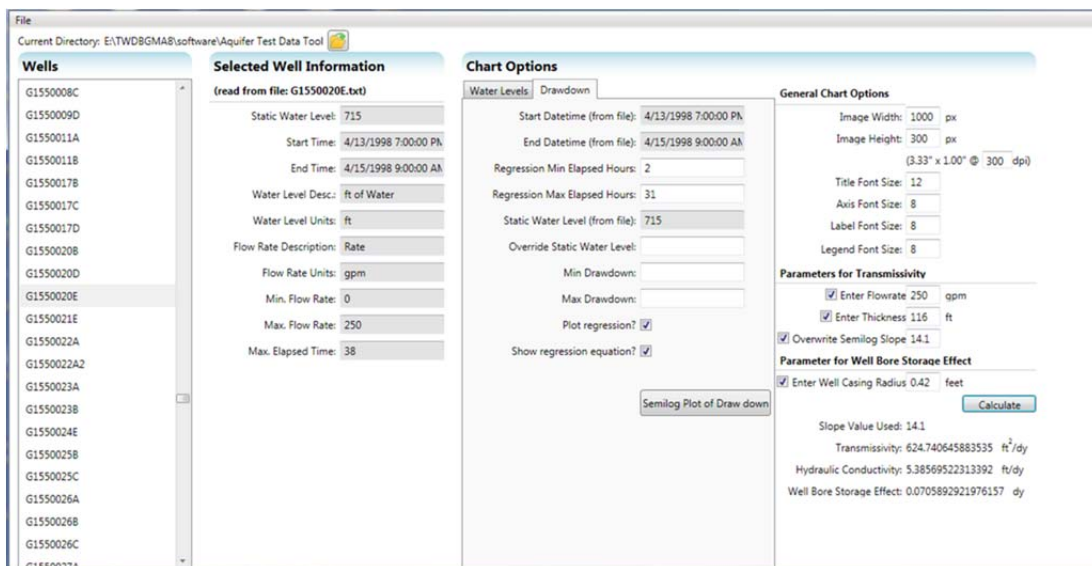 File
Current Directory: E:\TWDBGMA8\software\Aquifer Test Data Tool
Wells
G1550008C
G1550009D
G1550011A
G1550011B
G1550017B
G1550017C
G1550017D
G1550020B
G1550020D
G1550020E
G1550021E
G1550022A
G1550022A2
G1550023A
G1550023B
G1550024E
G1550025B
G1550025C
G1550026A
G1550026B
G1550026C
Selected Well Information
(read from file: G1550020E.txt)
Static Water Level: 715
Start Time: 4/13/1998 7:00:00 PM
End Time: 4/15/1998 9:00:00 AM
Water Level Desc.: ft of Water
Water Level Units: ft
Flow Rate Description: Rate
Flow Rate Units: gpm
Min. Flow Rate: 0
Max. Flow Rate: 250
Max. Elapsed Time: 38
Chart Options
Water Levels Drawdown
Start Datetime (from file): 4/13/1998 7:00:00 PM
End Datetime (from file): 4/15/1998 9:00:00 AM
Regression Min Elapsed Hours: 2
Regression Max Elapsed Hours: 31
Static Water Level (from file): 715
Override Static Water Level:
Min Drawdown:
Max Drawdown:
Plot regression?
Show regression equation?
Semilog Plot of Draw down
General Chart Options
Image Width: 1000 px
Image Height: 300 px
(3.33" x 1.00" @ 300 dpi)
Title Font Size: 12
Axis Font Size: 8
Label Font Size: 8
Legend Font Size: 8
Parameters for Transmissivity
Enter Flowrate 250 gpm
Enter Thickness 116 ft
Overwrite Semilog Slope 14.1
Parameter for Well Bore Storage Effect
Enter Well Casing Radius 0.42 feet
Calculate
Slope Value Used: 14.1
Transmissivity: 624.740645883535 ft²/dy
Hydraulic Conductivity: 5.38569522313392 ft/dy
Well Bore Storage Effect: 0.0705892921976157 dy